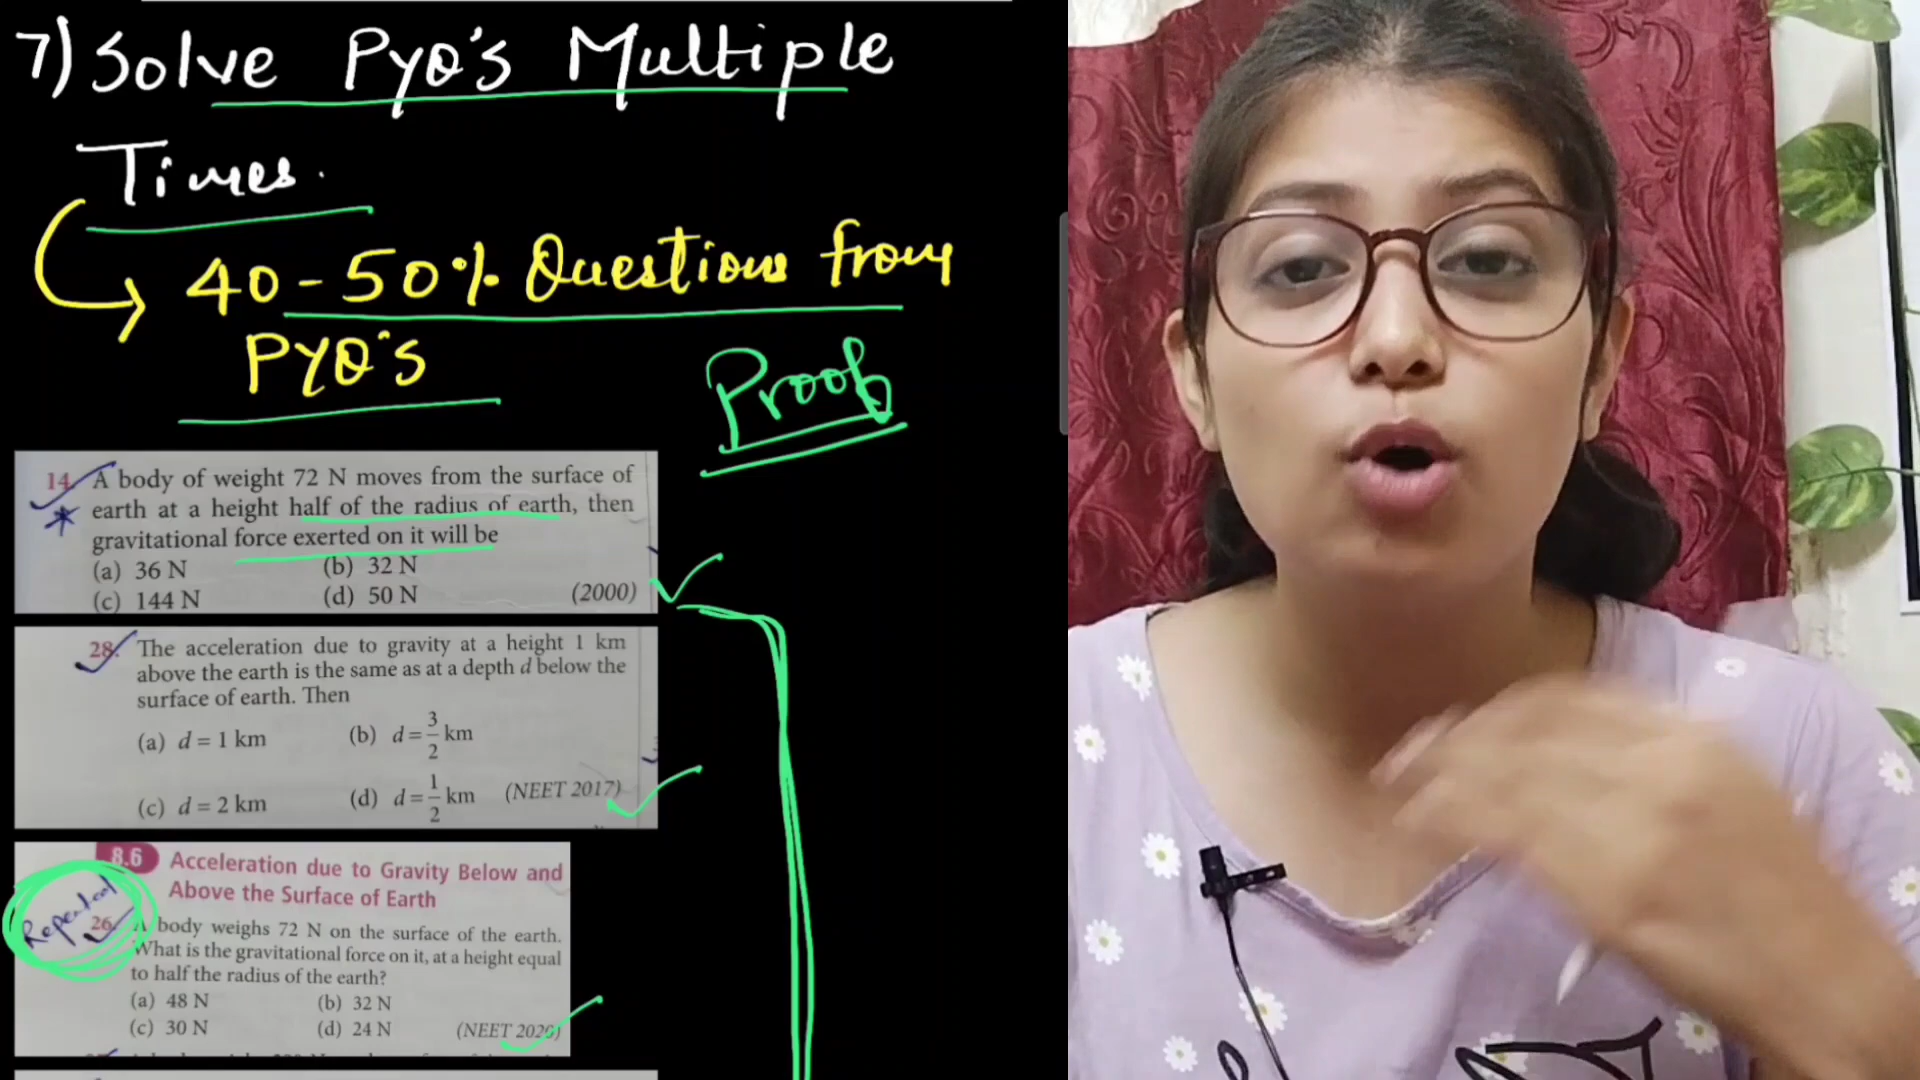 7) Solve PYQ's Multiple
Times.
40-50% Questions from
PYQ's
Proof
14. A body of weight 72 N moves from the surface of
earth at a height half of the radius of earth, then
gravitational force exerted on it will be
(a) 36 N (b) 32 N
(c) 144 N (d) 50 N (2000)
28. The acceleration due to gravity at a height 1 km
above the earth is the same as at a depth d below the
surface of earth. Then
(a) d = 1 km (b) d = 3/2 km
(c) d = 2 km (d) d = 1/2 km (NEET 2017)
8.6 Acceleration due to Gravity Below and
Above the Surface of Earth
Repeated
26. A body weighs 72 N on the surface of the earth.
What is the gravitational force on it, at a height equal
to half the radius of the earth?
(a) 48 N (b) 32 N
(c) 30 N (d) 24 N (NEET 2020)